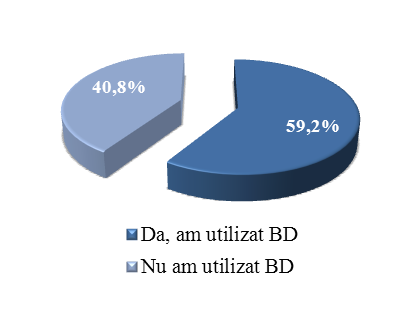 40,8%
59,2%
Da, am utilizat BD
Nu am utilizat BD